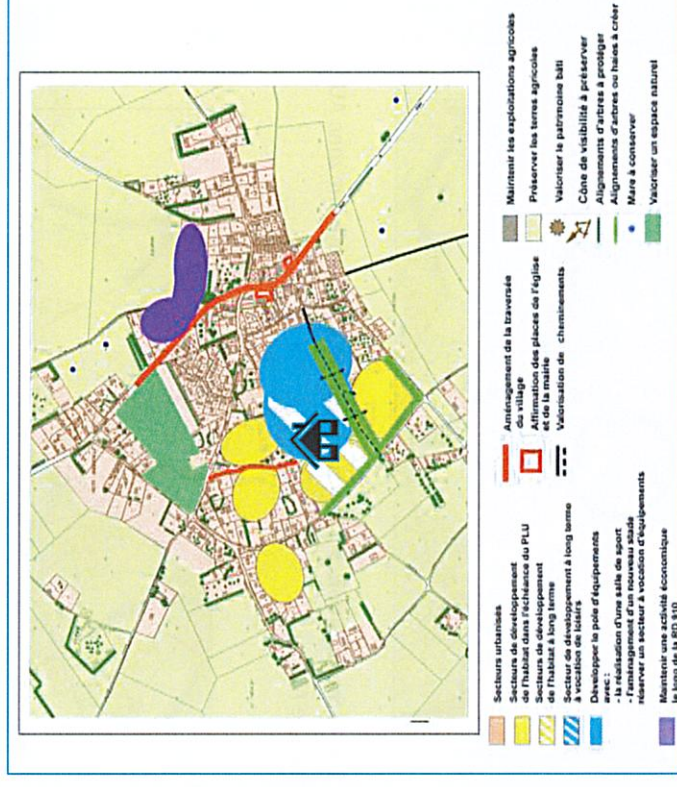 Secteurs urbanisés
Secteurs de développement
de l'habitat dans l'échéance du PLU
Secteurs de développement
de l'habitat à long terme
Secteur de développement à long terme
à vocation de loisirs
Développer le pole d'équipements
avec :
- la réalisation d'une salle de sport
- l'aménagement d'un nouveau stade
réserver un secteur à vocation d'équipements
Maintenir une activité économique
le long de la RD 910
Aménagement de la traversée
du village
Affirmation des places de l'église
et de la mairie
Valorisation de cheminements
Maintenir les exploitations agricoles
Préserver les terres agricoles
Valoriser le patrimoine bâti
Cône de visibilité à préserver
Alignements d'arbres à protéger
Alignements d'arbres ou haies à créer
Mare à conserver
Valoriser un espace naturel